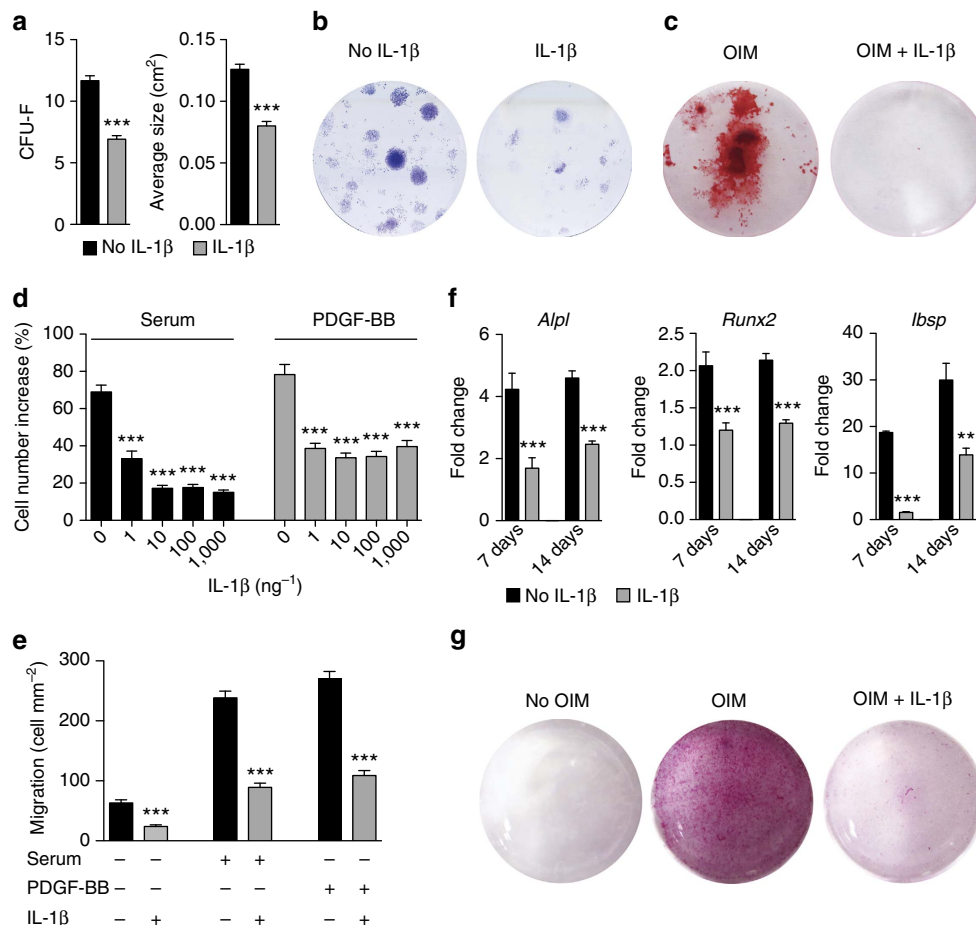 a
CFU-F
15
10
5
0
***
Average size (cm²)
0.15
0.10
0.05
0.00
***
No IL-1β
IL-1β
b
No IL-1β
IL-1β
c
OIM
OIM + IL-1β
d
Serum
PDGF-BB
Cell number increase (%)
100
80
60
40
20
0
*** *** *** ***
*** *** *** ***
0 1 10 100 1,000 0 1 10 100 1,000
IL-1β (ng⁻¹)
f
Alpl
Fold change
6
4
2
0
*** ***
7 days 14 days
Runx2
Fold change
2.5
2.0
1.5
1.0
0.5
0.0
*** ***
7 days 14 days
Ibsp
Fold change
40
30
20
10
0
*** **
7 days 14 days
No IL-1β
IL-1β
e
Migration (cell mm⁻²)
300
200
100
0
*** *** ***
Serum – – + + – –
PDGF-BB – – – – + +
IL-1β – + – + – +
g
No OIM
OIM
OIM + IL-1β